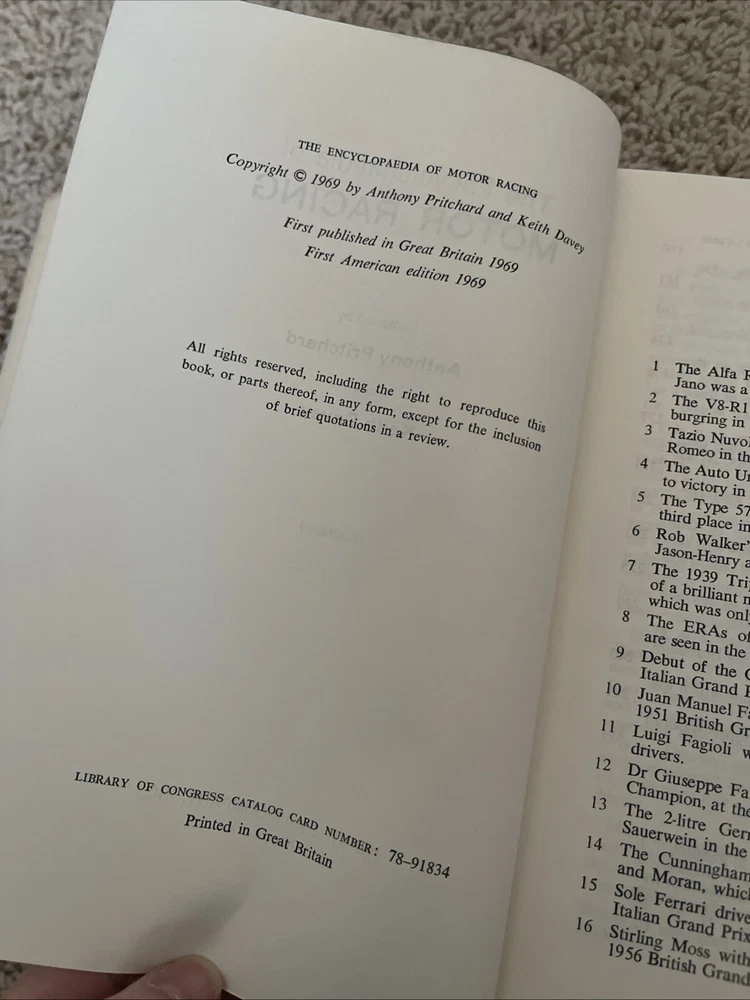 THE ENCYCLOPAEDIA OF MOTOR RACING
Copyright © 1969 by Anthony Pritchard and Keith Davey
First published in Great Britain 1969
First American edition 1969
All rights reserved, including the right to reproduce this
book, or parts thereof, in any form, except for the inclusion
of brief quotations in a review.
LIBRARY OF CONGRESS CATALOG CARD NUMBER: 78–91834
Printed in Great Britain
1 The Alfa
Jano was a
2 The V8-R1
burgring in
3 Tazio
Romeo in
4 The Auto
to victory in
5 The Type 57
third place in
6 Rob Walker'
Jason-Henry
7 The 1939
of a brilliant
which was
8 The ERAs of
are seen in the
9 Debut of the
Italian Grand
10 Juan Manuel
1951 British
11 Luigi Fagioli
drivers.
12 Dr Giuseppe
Champion, at the
13 The 2-litre
Sauerwein in the
14 The Cunningham
and Moran, which
15 Sole Ferrari
Italian Grand Prix
16 Stirling Moss with
1956 British